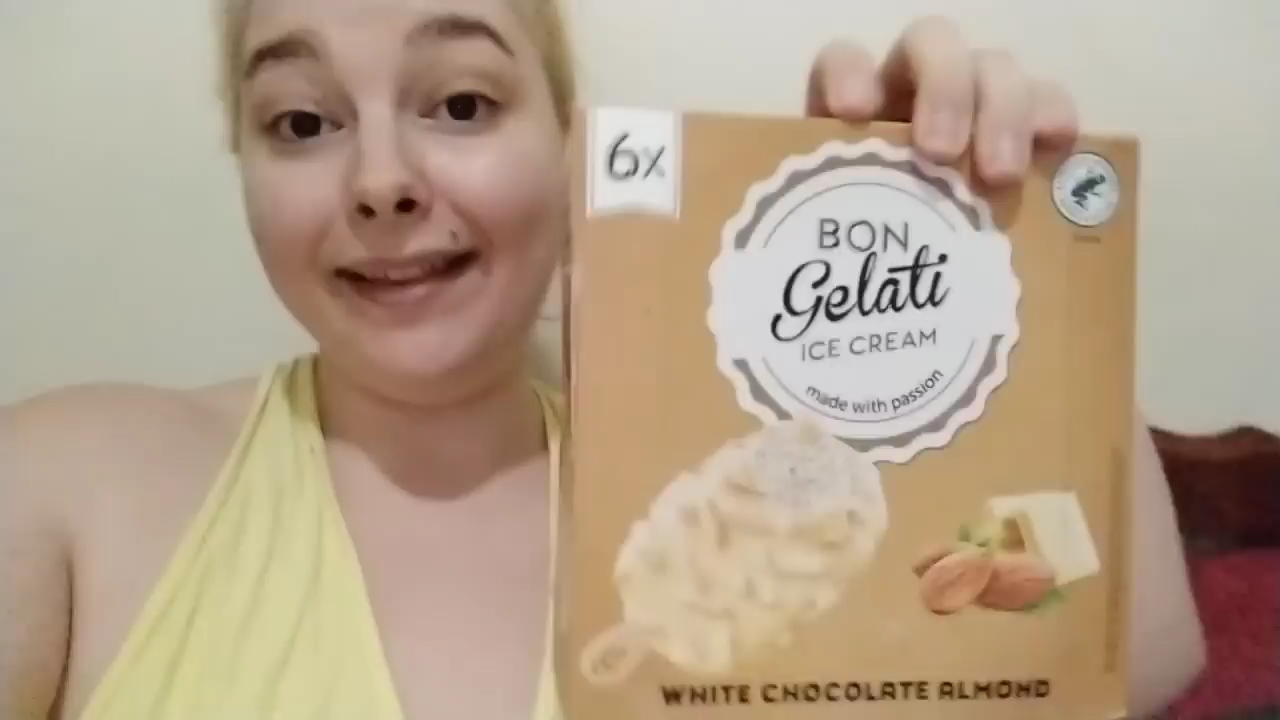 6x
BON
Gelati
ICE CREAM
made with passion
WHITE CHOCOLATE ALMOND